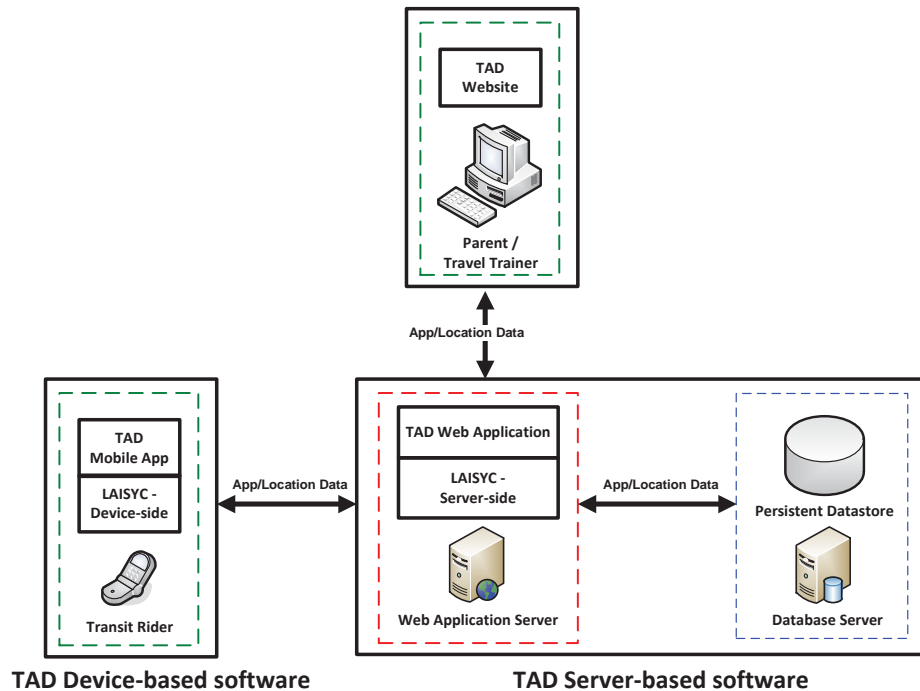 TAD
Website
Parent /
Travel Trainer
App/Location Data
TAD
Mobile App
LAISYC -
Device-side
Transit Rider
App/Location Data
TAD Web Application
LAISYC -
Server-side
Web Application Server
App/Location Data
Persistent Datastore
Database Server
TAD Device-based software
TAD Server-based software